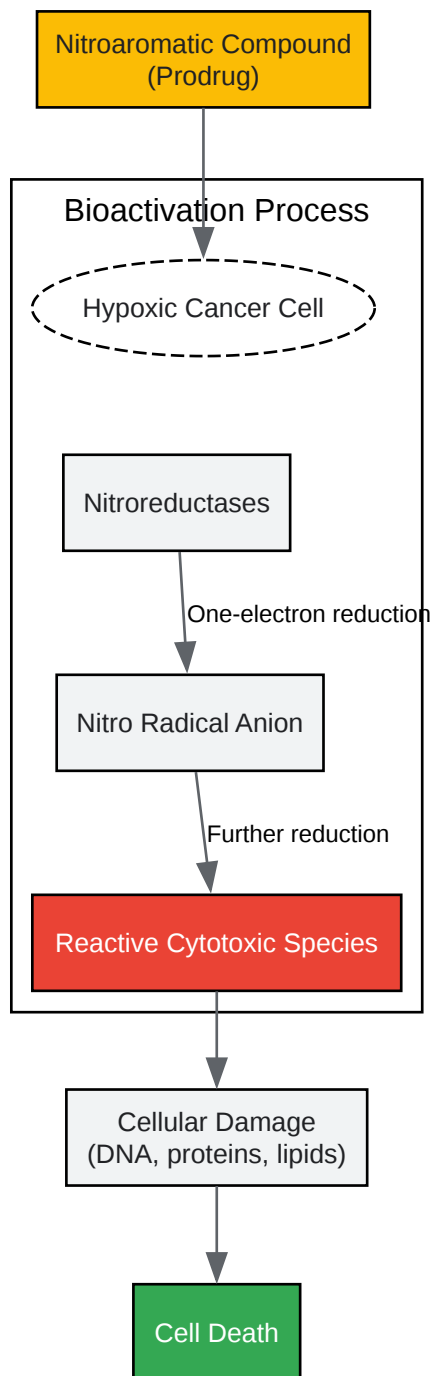 Nitroaromatic Compound
(Prodrug)
Bioactivation Process
Hypoxic Cancer Cell
Nitroreductases
One-electron reduction
Nitro Radical Anion
Further reduction
Reactive Cytotoxic Species
Cellular Damage
(DNA, proteins, lipids)
Cell Death